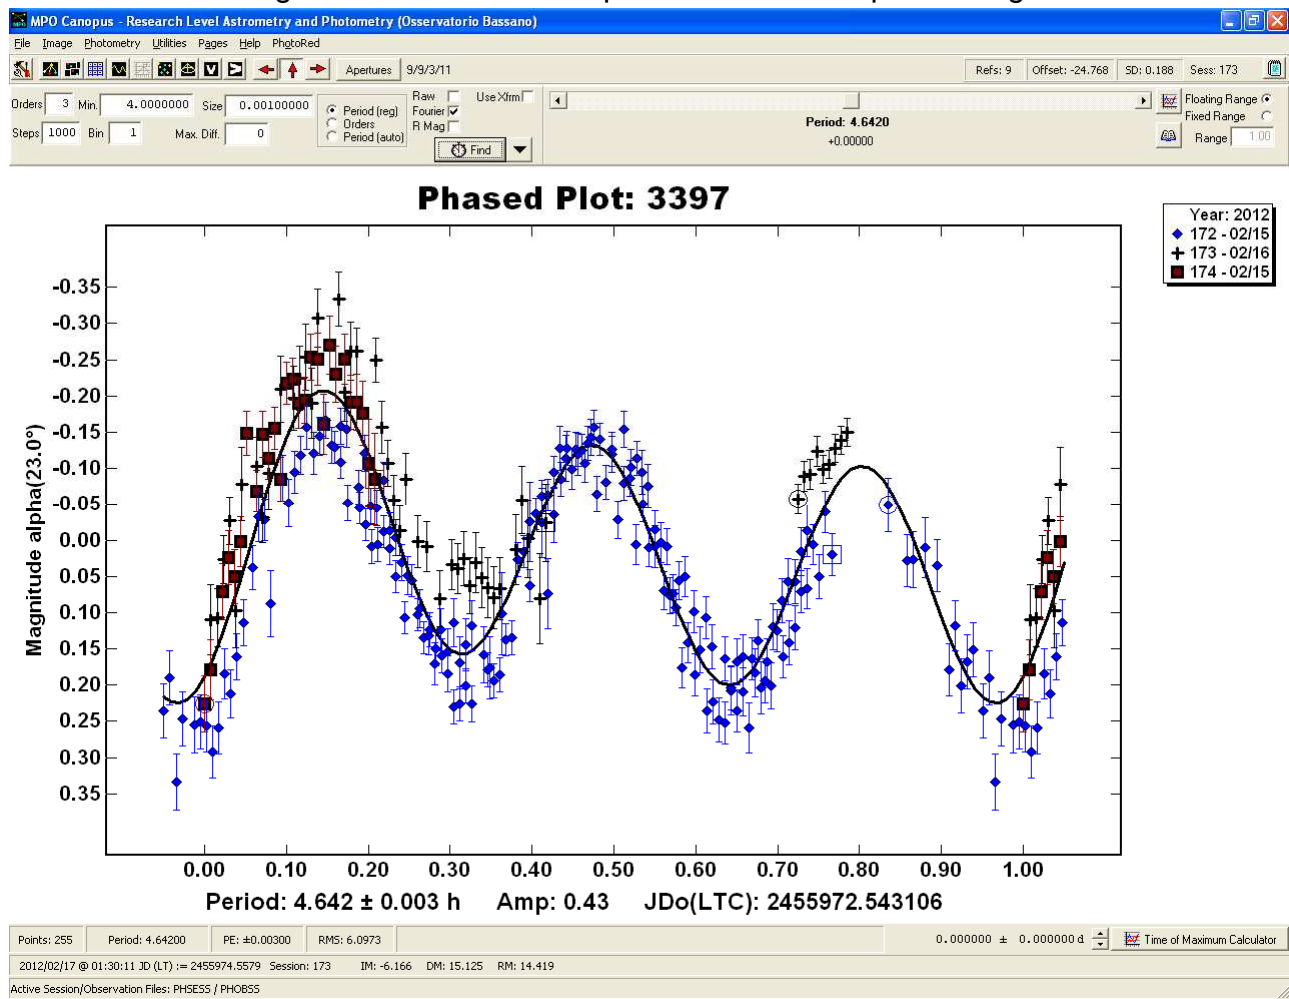 MPO Canopus - Research Level Astrometry and Photometry (Osservatorio Bassano)
File Image Photometry Utilities Pages Help PhotoRed
Apertures 9/9/3/11 Refs: 9 Offset: -24.768 SD: 0.188 Sess: 173
Orders 3 Min. 4.0000000 Size 0.00100000
Steps 1000 Bin 1 Max. Diff. 0
Period (reg)
Orders
Period (auto)
Raw Use Xfrm
Fourier
R Mag
Find
Period: 4.6420
+0.00000
Floating Range
Fixed Range
Range 1.00
Phased Plot: 3397
Year: 2012
172 - 02/15
173 - 02/16
174 - 02/15
Magnitude alpha(23.0°)
-0.35
-0.30
-0.25
-0.20
-0.15
-0.10
-0.05
0.00
0.05
0.10
0.15
0.20
0.25
0.30
0.35
0.00 0.10 0.20 0.30 0.40 0.50 0.60 0.70 0.80 0.90 1.00
Period: 4.642 ± 0.003 h Amp: 0.43 JDo(LTC): 2455972.543106
Points: 255 Period: 4.64200 PE: ±0.00300 RMS: 6.0973 0.000000 ± 0.000000 d Time of Maximum Calculator
2012/02/17 @ 01:30:11 JD (LT) := 2455974.5579 Session: 173 IM: -6.166 DM: 15.125 RM: 14.419
Active Session/Observation Files: PHSESS / PHOBSS